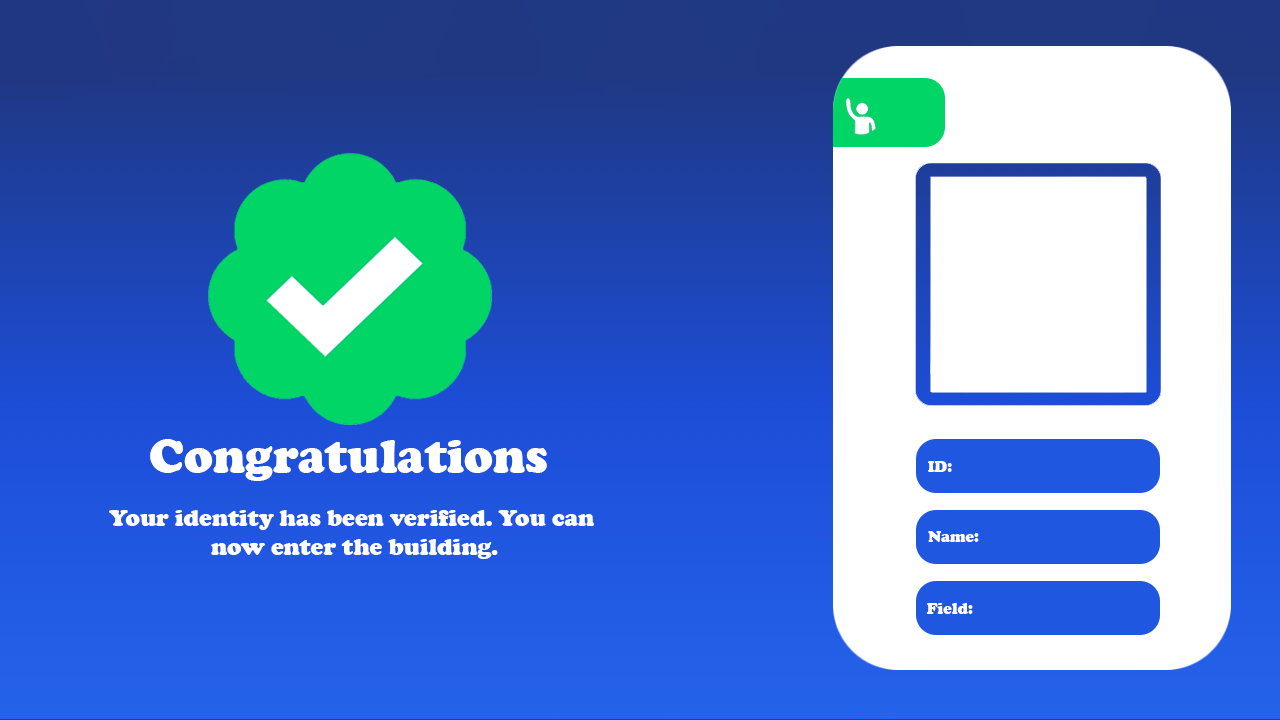 Congratulations
Your identity has been verified. You can
now enter the building.
ID:
Name:
Field: